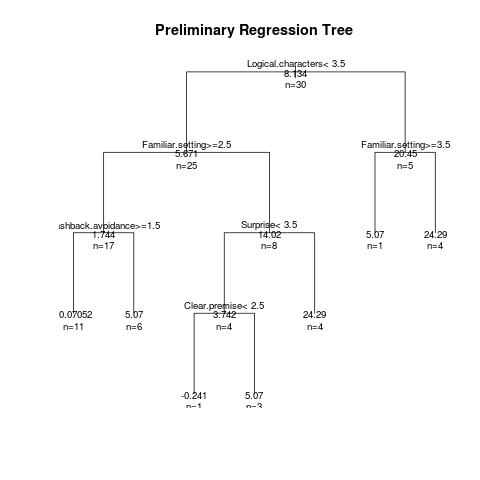 Preliminary Regression Tree
Logical.characters< 3.5
8.134
n=30
Familiar.setting>=2.5
5.671
n=25
Familiar.setting>=3.5
20.45
n=5
shback.avoidance>=1.5
1.744
n=17
Surprise< 3.5
14.02
n=8
5.07
n=1
24.29
n=4
0.07052
n=11
5.07
n=6
Clear.premise< 2.5
3.742
n=4
24.29
n=4
-0.241
n=1
5.07
n=3